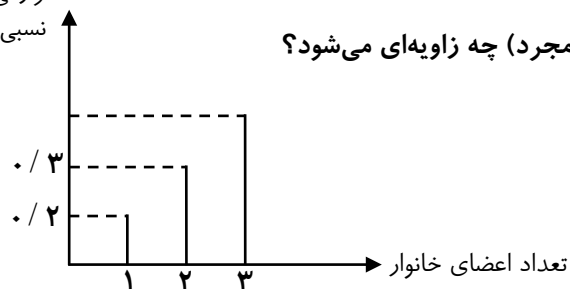 نسبی
مجرد) چه زاویه‌ای می‌شود؟
۰/۳
۰/۲
۱ ۲ ۳
تعداد اعضای خانوار